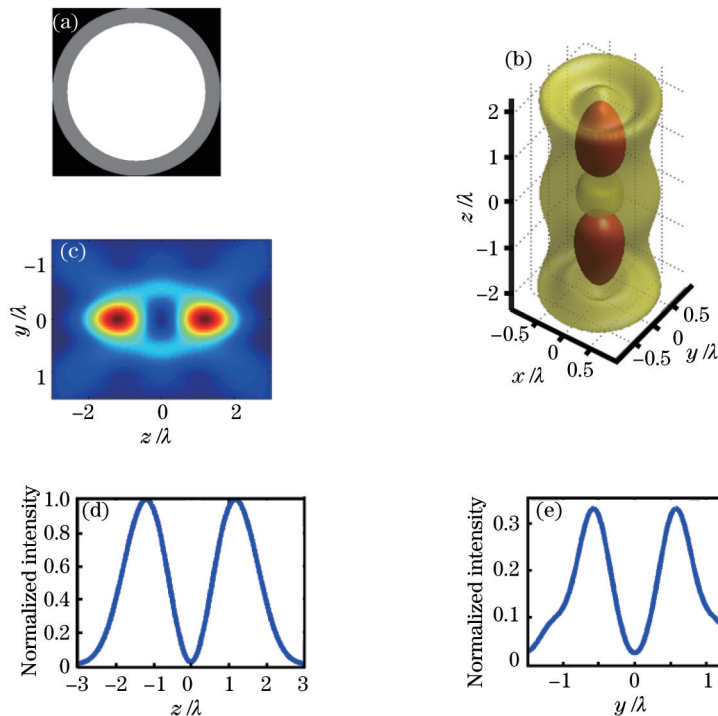 (a)
(b)
2
1
0
−1
−2
z/λ
−0.5
0
0.5
x/λ
−0.5
0
0.5
y/λ
(c)
−1
0
1
y/λ
−2
0
2
z/λ
(d)
1.0
0.8
0.6
0.4
0.2
0
Normalized intensity
−3
−2
−1
0
1
2
3
z/λ
(e)
0.3
0.2
0.1
0
Normalized intensity
−1
0
1
y/λ